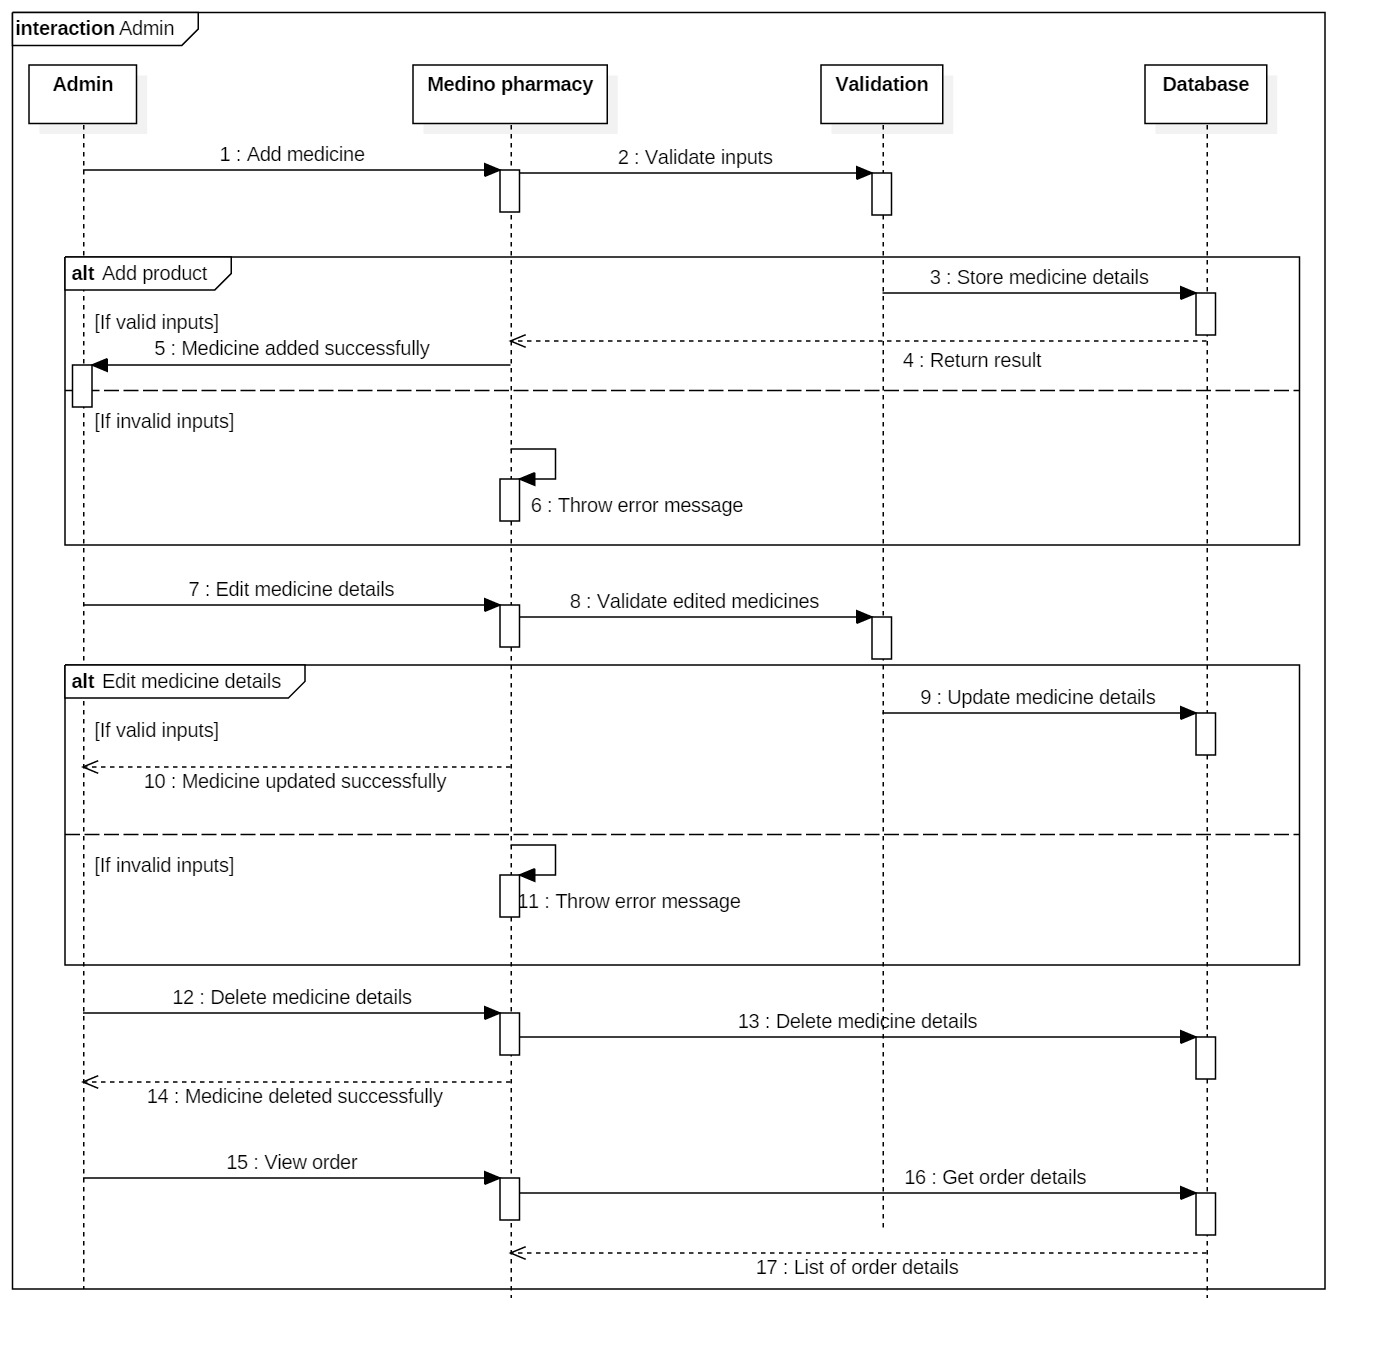 interaction Admin
Admin
Medino pharmacy
Validation
Database
1 : Add medicine
2 : Validate inputs
alt Add product
3 : Store medicine details
[If valid inputs]
5 : Medicine added successfully
4 : Return result
[If invalid inputs]
6 : Throw error message
7 : Edit medicine details
8 : Validate edited medicines
alt Edit medicine details
9 : Update medicine details
[If valid inputs]
10 : Medicine updated successfully
[If invalid inputs]
11 : Throw error message
12 : Delete medicine details
13 : Delete medicine details
14 : Medicine deleted successfully
15 : View order
16 : Get order details
17 : List of order details